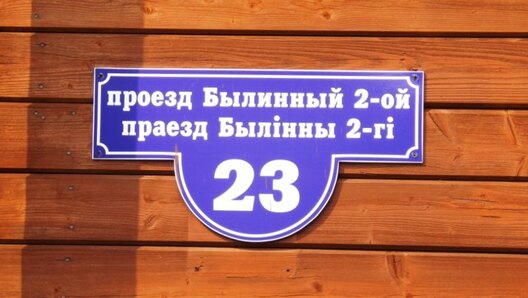 проезд Былинный 2-ой
праезд Былінны 2-гі
23